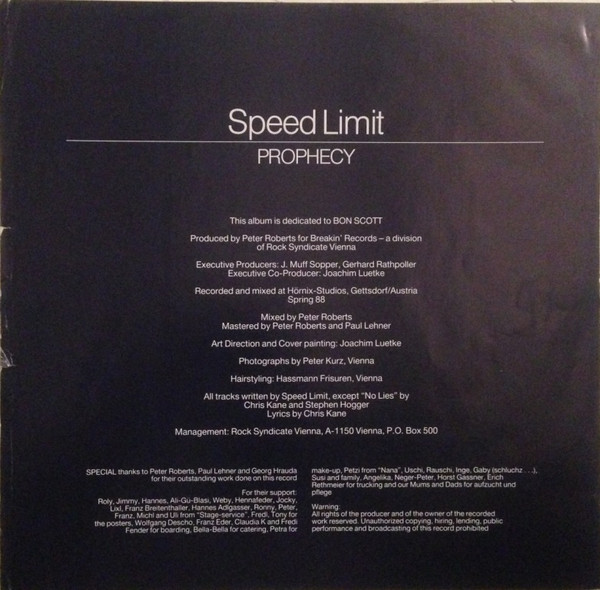 Speed Limit
PROPHECY
This album is dedicated to BON SCOTT
Produced by Peter Roberts for Breakin' Records – a division
of Rock Syndicate Vienna
Executive Producers: J. Muff Sopper, Gerhard Rathpoller
Executive Co-Producer: Joachim Luetke
Recorded and mixed at Hörnix-Studios, Gettsdorf/Austria
Spring 88
Mixed by Peter Roberts
Mastered by Peter Roberts and Paul Lehner
Art Direction and Cover painting: Joachim Luetke
Photographs by Peter Kurz, Vienna
Hairstyling: Hassmann Frisuren, Vienna
All tracks written by Speed Limit, except "No Lies" by
Chris Kane and Stephen Hogger
Lyrics by Chris Kane
Management: Rock Syndicate Vienna, A-1150 Vienna, P.O. Box 500
SPECIAL thanks to Peter Roberts, Paul Lehner and Georg Hrauda
for their outstanding work done on this record
For their support:
Roly, Jimmy, Hannes, Ali-Gü-Blasi, Weby, Hennafeder, Jocky,
Lixl, Franz Breitenthaller, Hannes Adlgasser, Ronny, Peter,
Franz, Michl and Uli from "Stage-service", Fredl, Tony for
the posters, Wolfgang Descho, Franz Eder, Claudia K and Fredi
Fender for boarding, Bella-Bella for catering, Petra for
make-up, Petzi from "Nana", Uschi, Rauschi, Inge, Gaby (schluchz . . .),
Susi and family, Angelika, Neger-Peter, Horst Gassner, Erich
Rethmeier for trucking and our Mums and Dads for aufzucht und
pflege
Warning:
All rights of the producer and of the owner of the recorded
work reserved. Unauthorized copying, hiring, lending, public
performance and broadcasting of this record prohibited